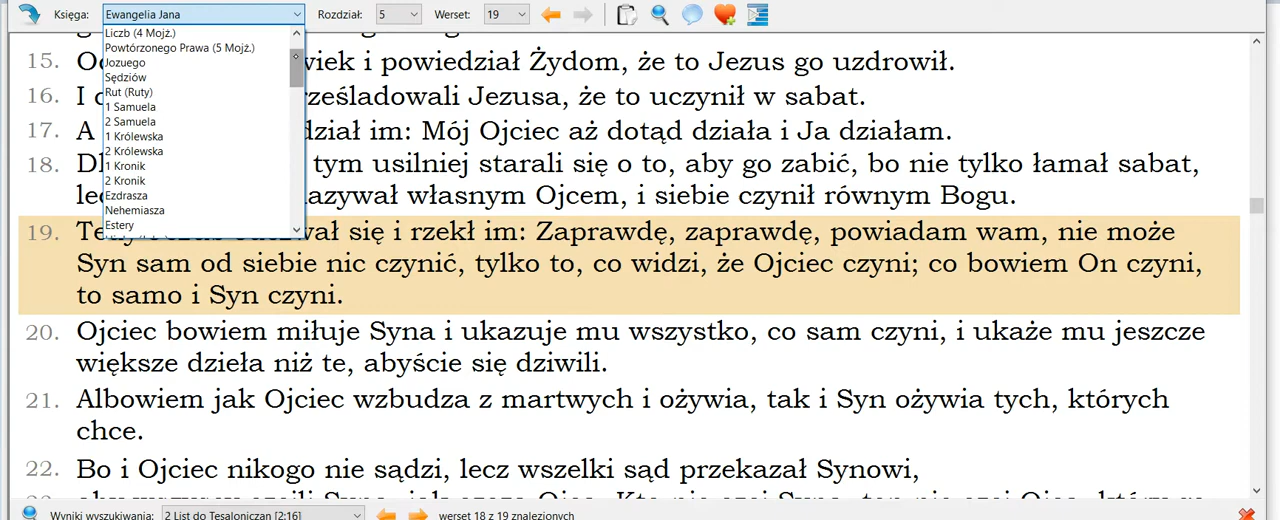 Księga: Ewangelia Jana Rozdział: 5 Werset: 19
Liczb (4 Mojż.)
Powtórzonego Prawa (5 Mojż.)
Jozuego
Sędziów
Rut (Ruty)
1 Samuela
2 Samuela
1 Królewska
2 Królewska
1 Kronik
2 Kronik
Ezdrasza
Nehemiasza
Estery
15. i powiedział Żydom, że to Jezus go uzdrowił.
16. I Jezusa, że to uczynił w sabat.
17. A im: Mój Ojciec aż dotąd działa i Ja działam.
18. tym usilniej starali się o to, aby go zabić, bo nie tylko łamał sabat,
własnym Ojcem, i siebie czynił równym Bogu.
19. się i rzekł im: Zaprawdę, zaprawdę, powiadam wam, nie może
Syn sam od siebie nic czynić, tylko to, co widzi, że Ojciec czyni; co bowiem On czyni,
to samo i Syn czyni.
20. Ojciec bowiem miłuje Syna i ukazuje mu wszystko, co sam czyni, i ukaże mu jeszcze
większe dzieła niż te, abyście się dziwili.
21. Albowiem jak Ojciec wzbudza z martwych i ożywia, tak i Syn ożywia tych, których
chce.
22. Bo i Ojciec nikogo nie sądzi, lecz wszelki sąd przekazał Synowi,
Wyniki wyszukiwania: 2 List do Tesaloniczan [2:16] werset 18 z 19 znalezionych